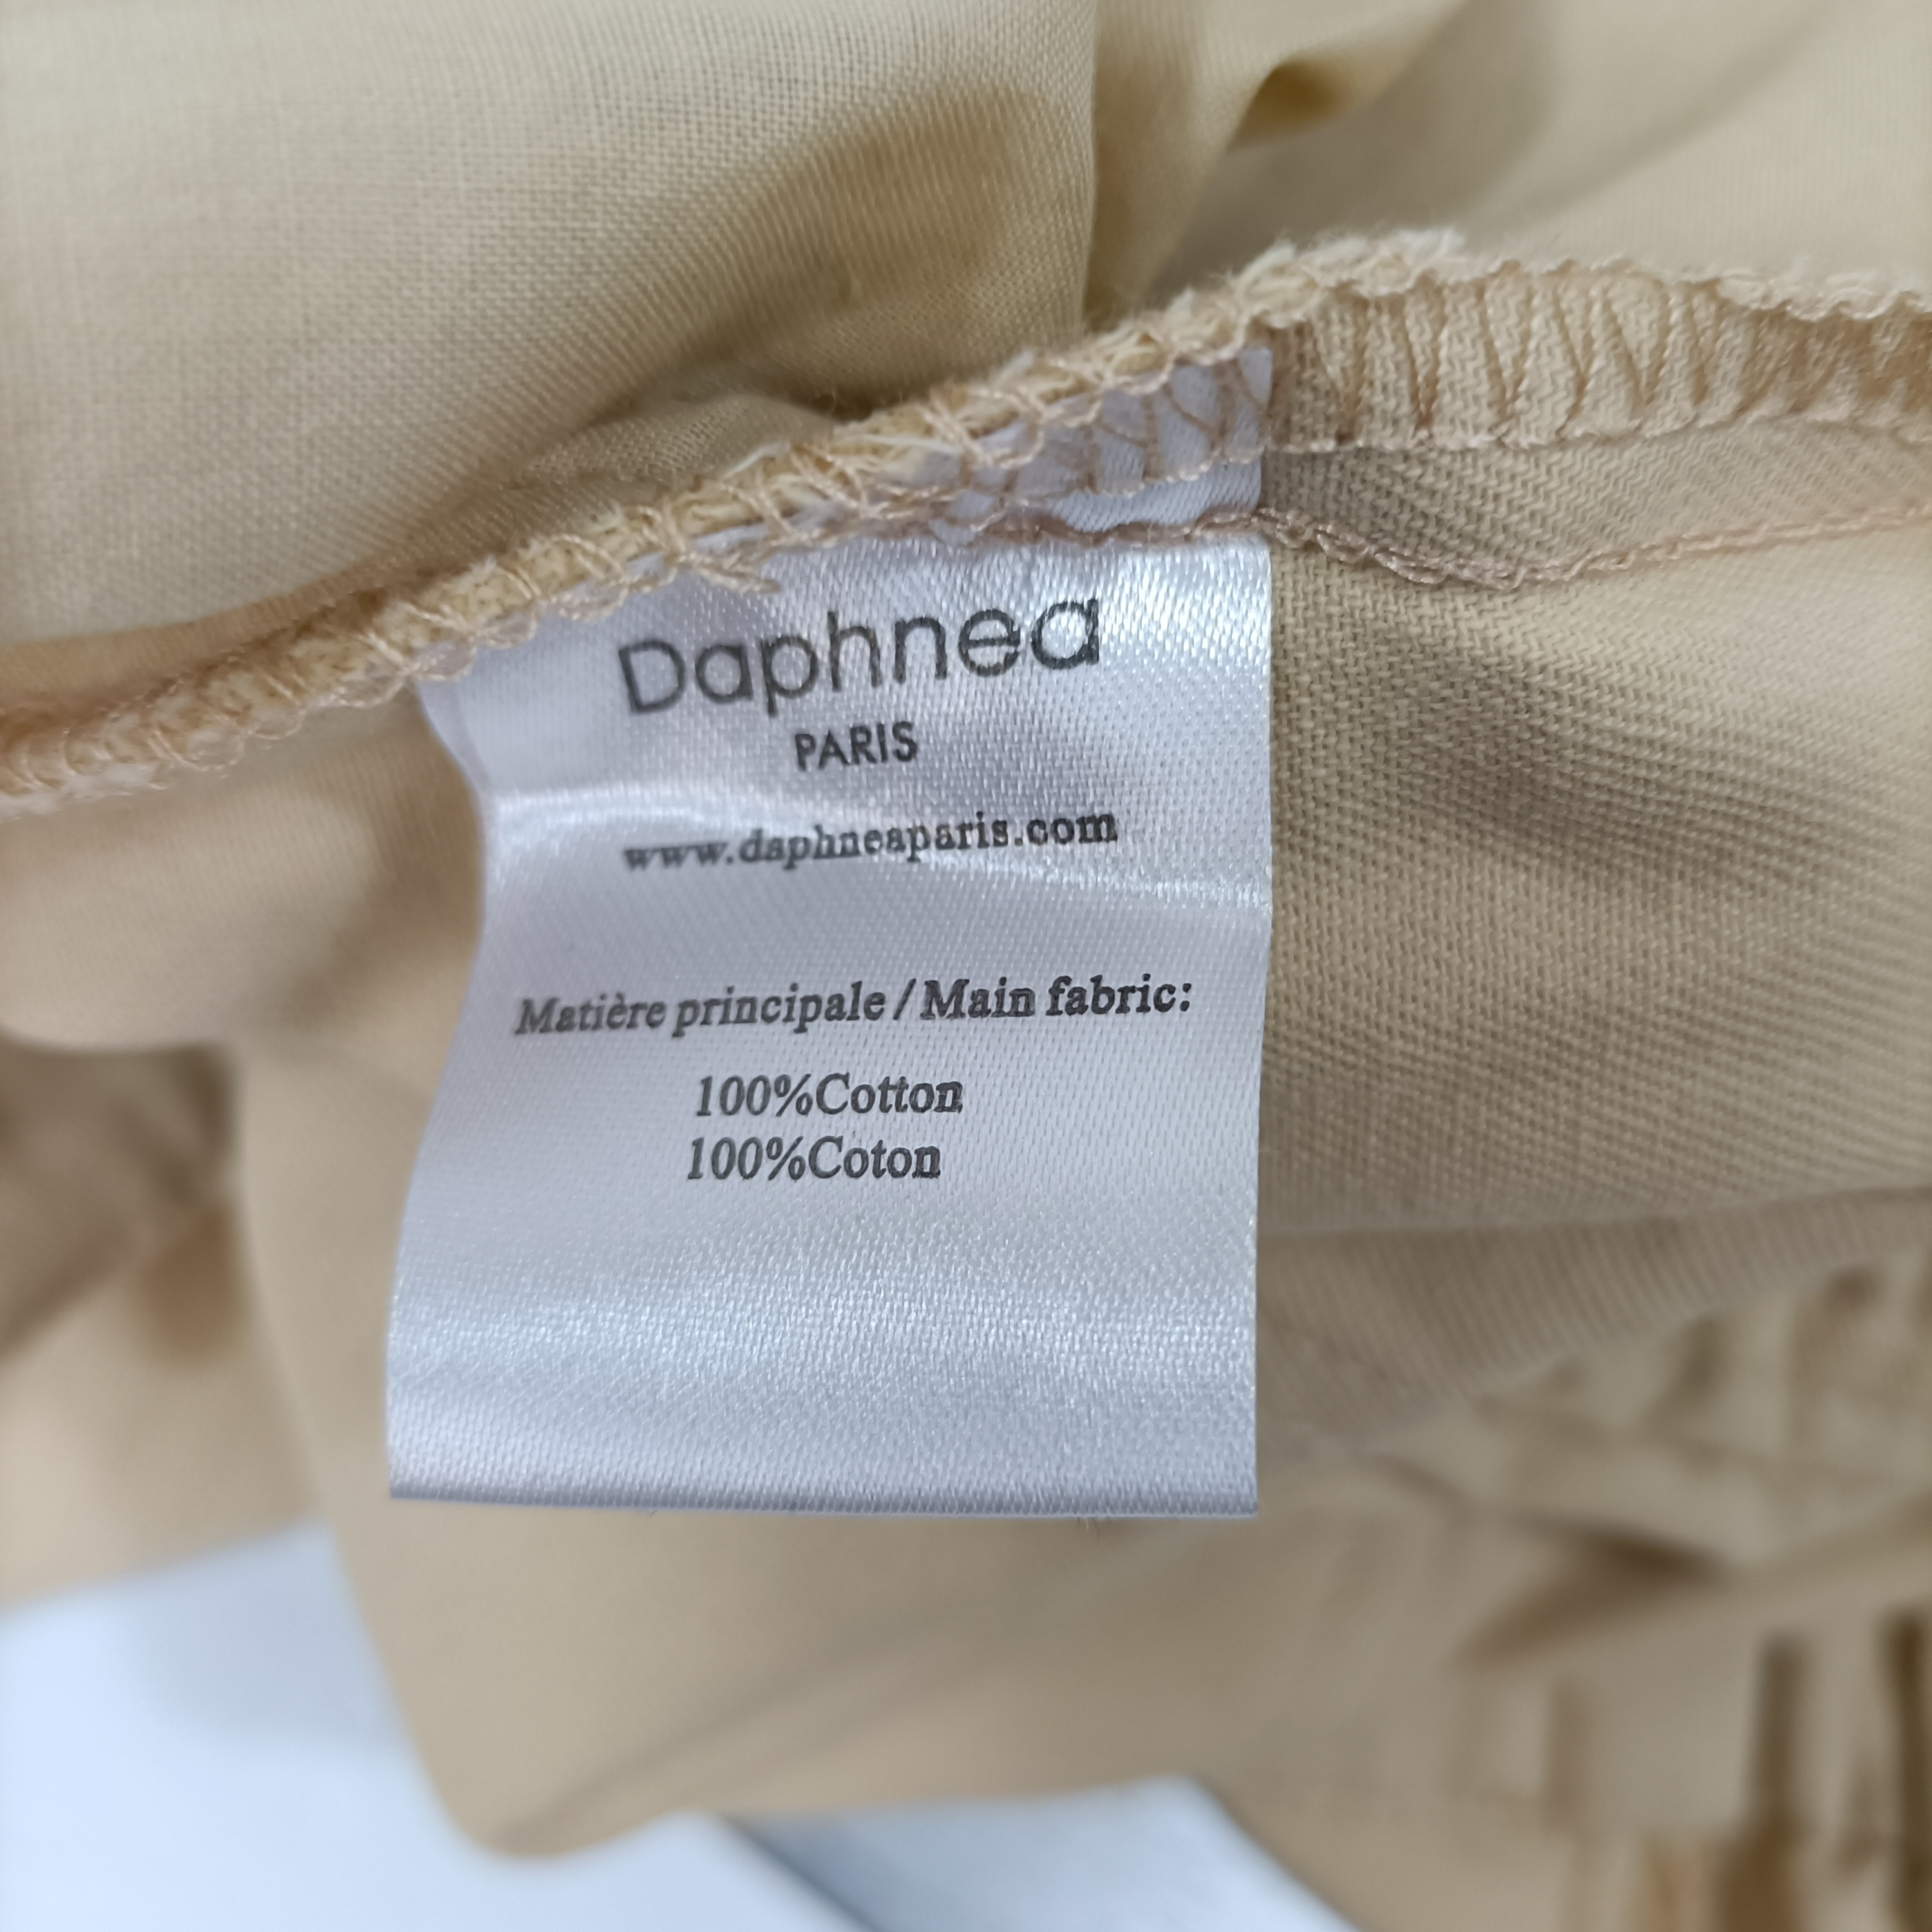 Daphnea
PARIS
www.daphneaparis.com
Matière principale / Main fabric:
100%Cotton
100%Coton